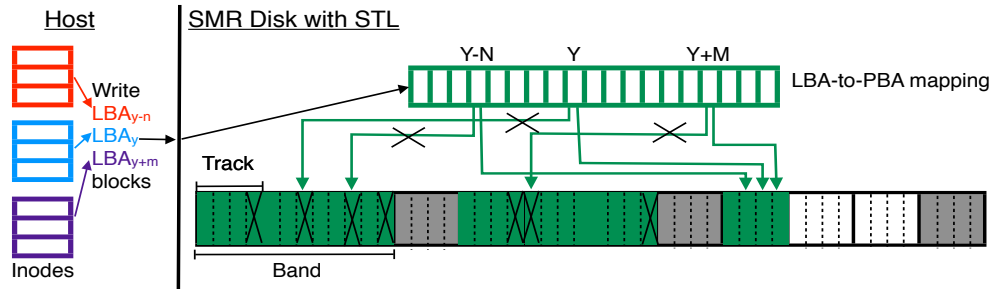 Host
SMR Disk with STL
Y-N
Y
Y+M
LBA-to-PBA mapping
Write
LBAy-n
LBAy
LBAy+m
blocks
Track
Inodes
Band